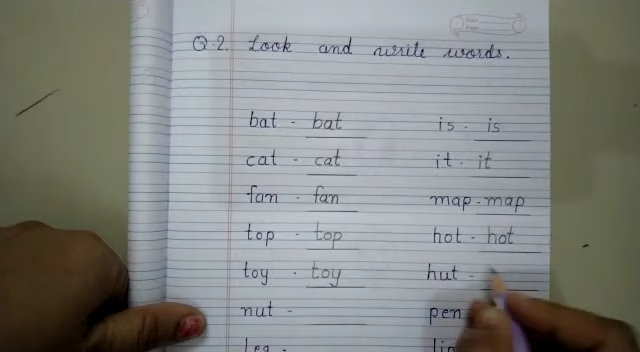 Q-2. Look and write words.
bat - bat is - is
cat - cat it - it
fan - fan map - map
top - top hot - hot
toy - toy hut -
nut - pen
leg -